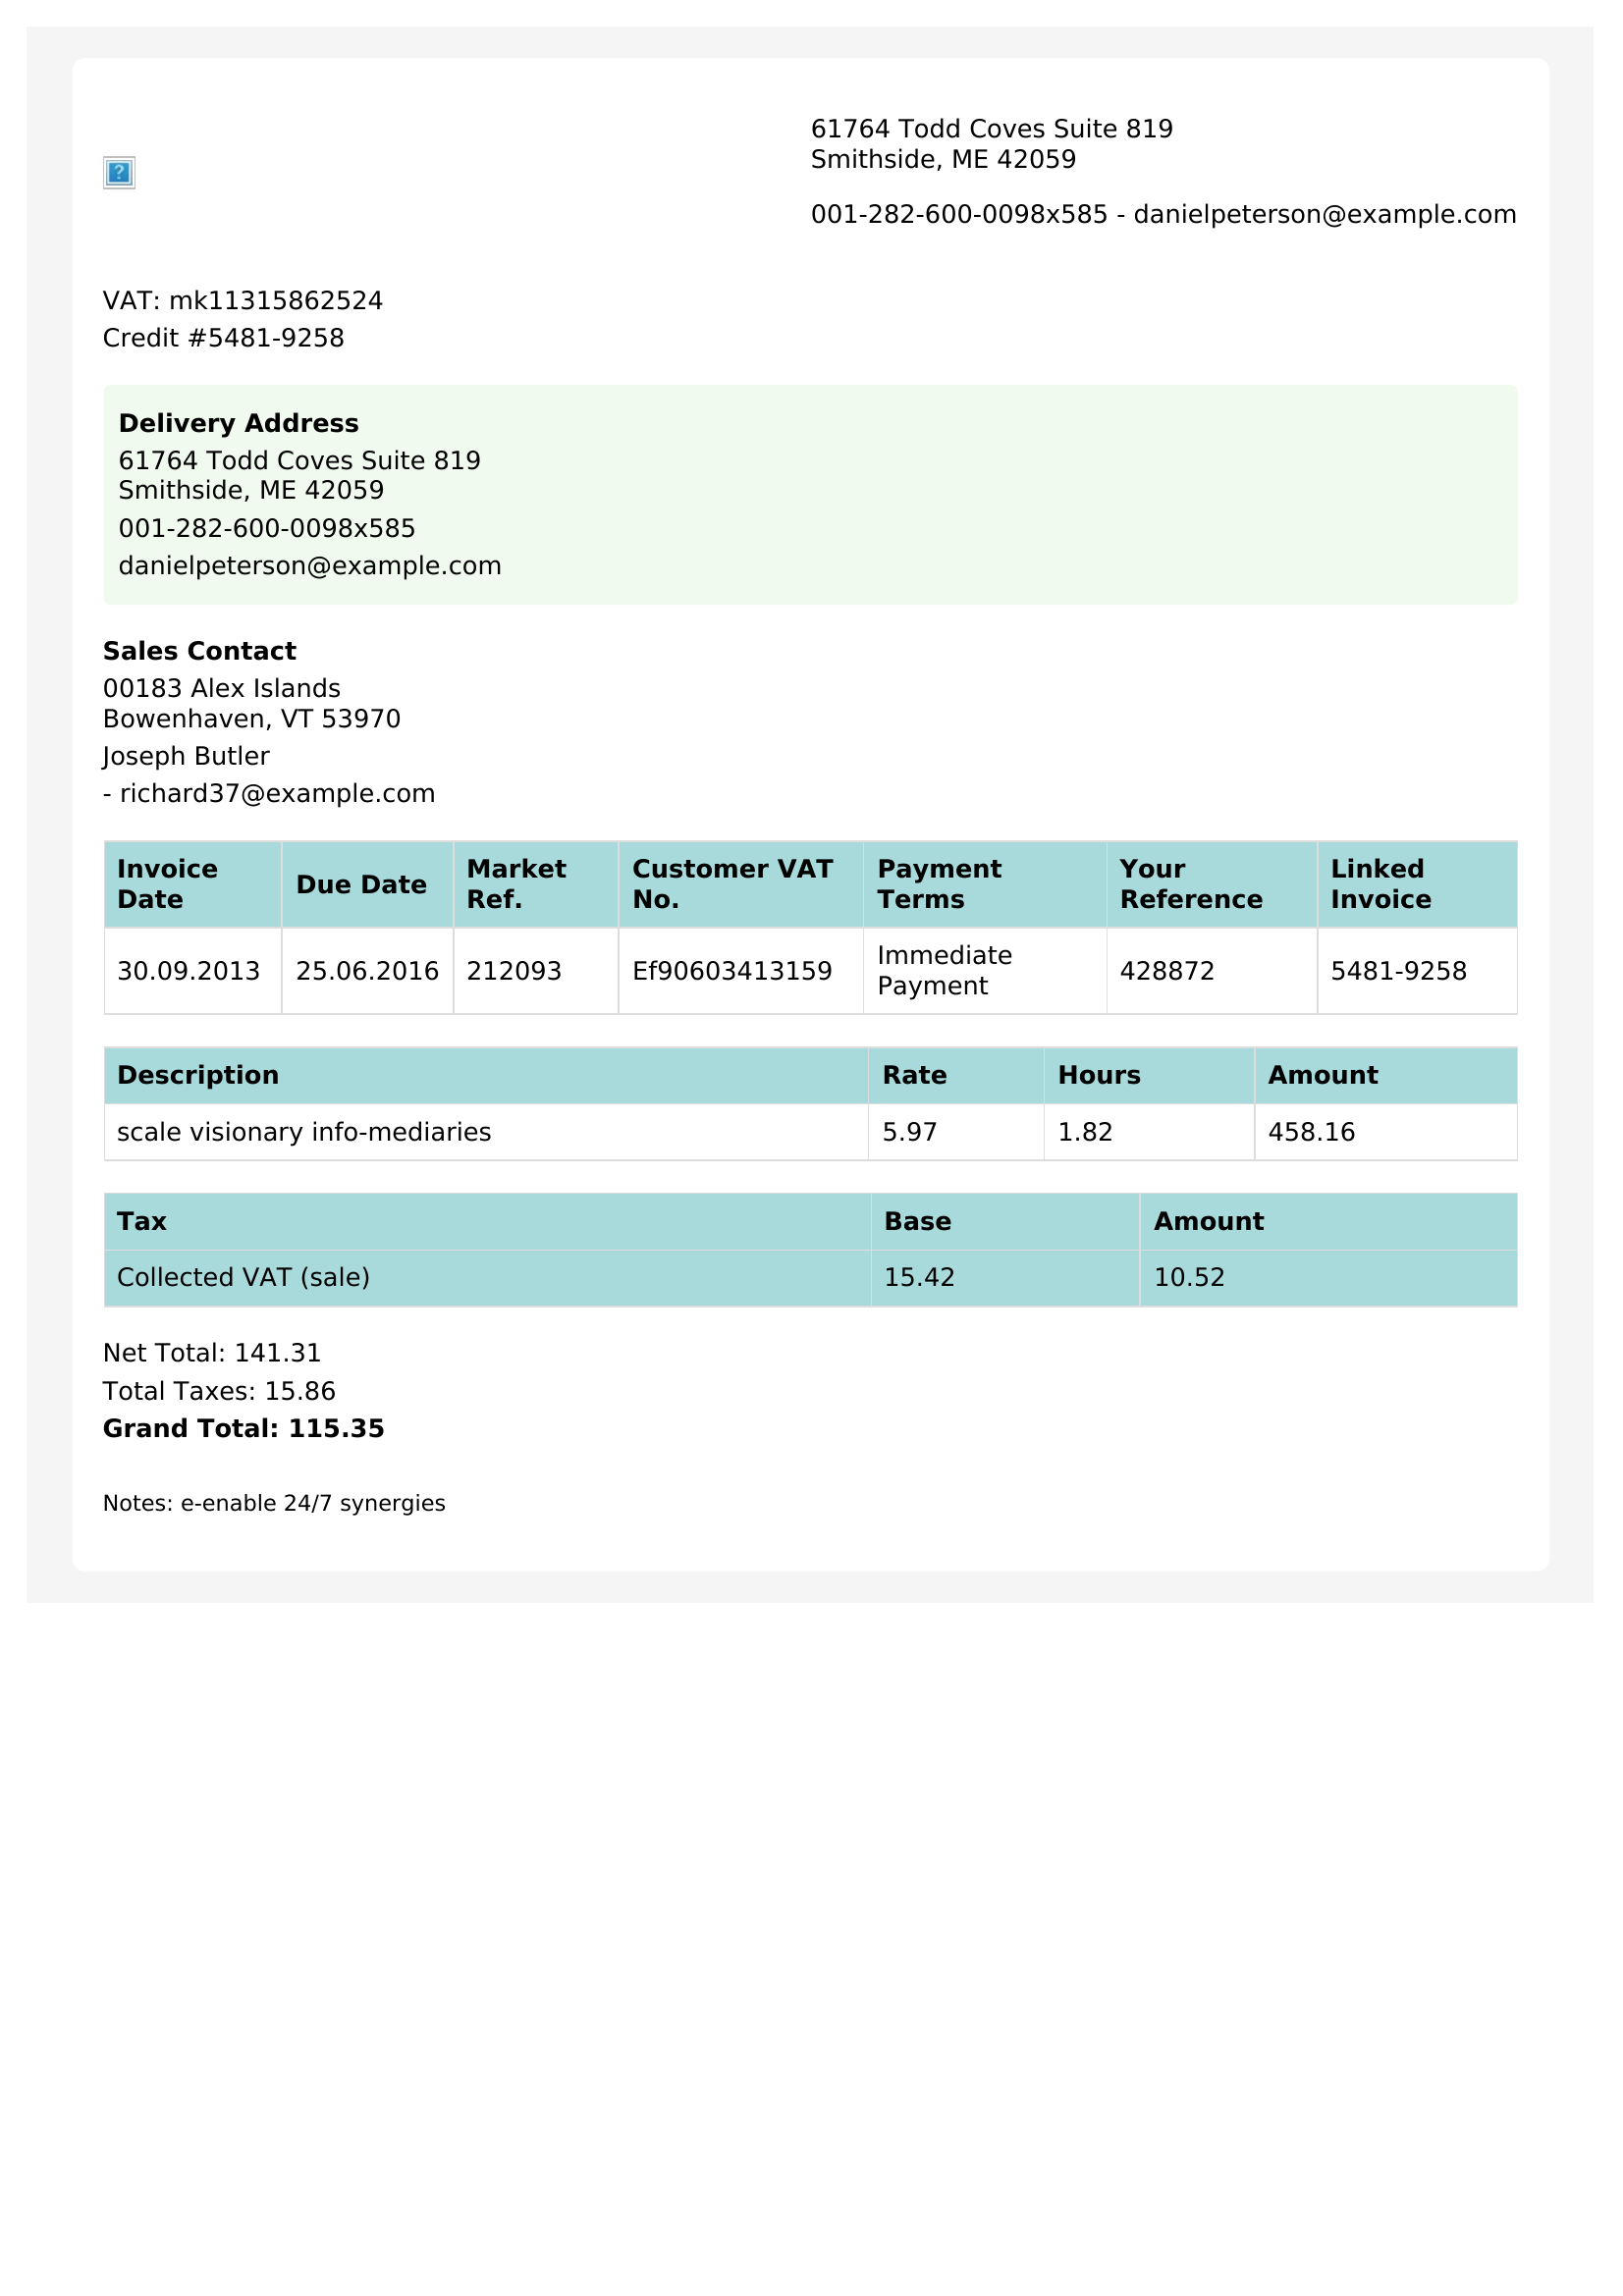 61764 Todd Coves Suite 819
Smithside, ME 42059
001-282-600-0098x585 - danielpeterson@example.com
VAT: mk11315862524
Credit #5481-9258
Delivery Address
61764 Todd Coves Suite 819
Smithside, ME 42059
001-282-600-0098x585
danielpeterson@example.com
Sales Contact
00183 Alex Islands
Bowenhaven, VT 53970
Joseph Butler
- richard37@example.com
Invoice Date Due Date Market Ref. Customer VAT No. Payment Terms Your Reference Linked Invoice
30.09.2013 25.06.2016 212093 Ef90603413159 Immediate Payment 428872 5481-9258
Description Rate Hours Amount
scale visionary info-mediaries 5.97 1.82 458.16
Tax Base Amount
Collected VAT (sale) 15.42 10.52
Net Total: 141.31
Total Taxes: 15.86
Grand Total: 115.35
Notes: e-enable 24/7 synergies